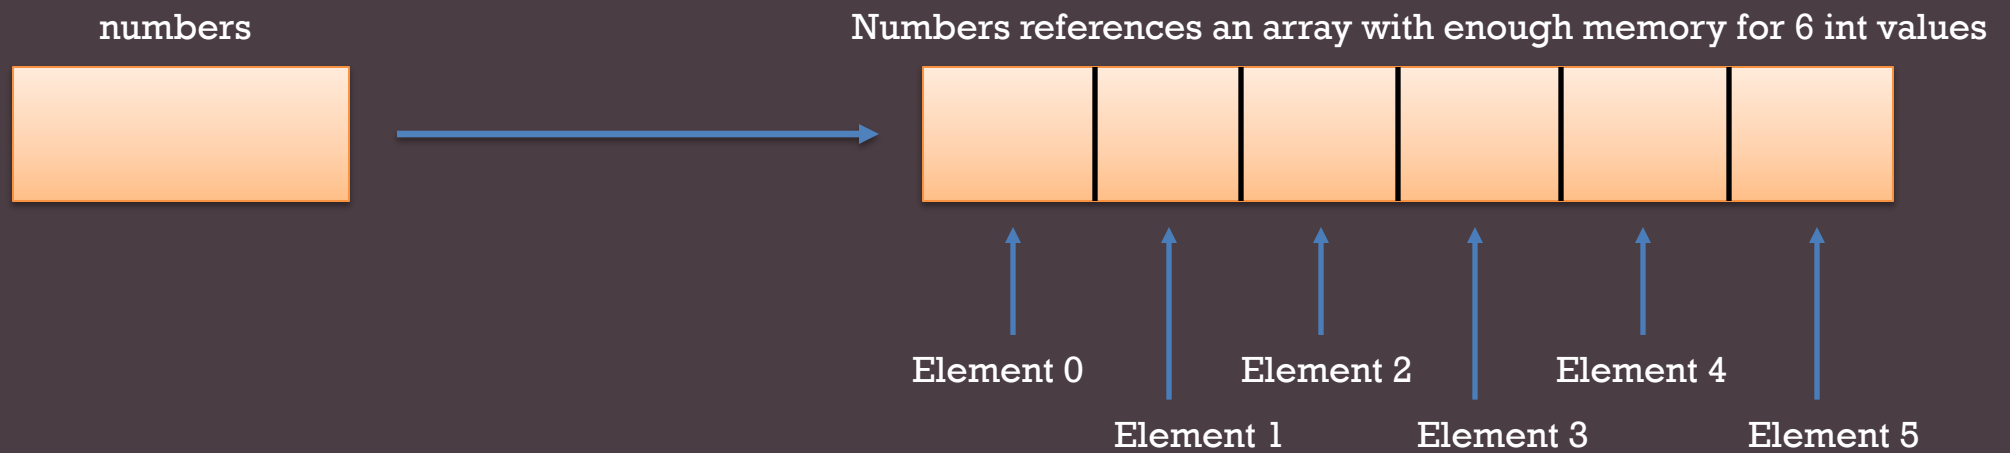 numbers
Numbers references an array with enough memory for 6 int values
Element 0
Element 2
Element 4
Element 1
Element 3
Element 5